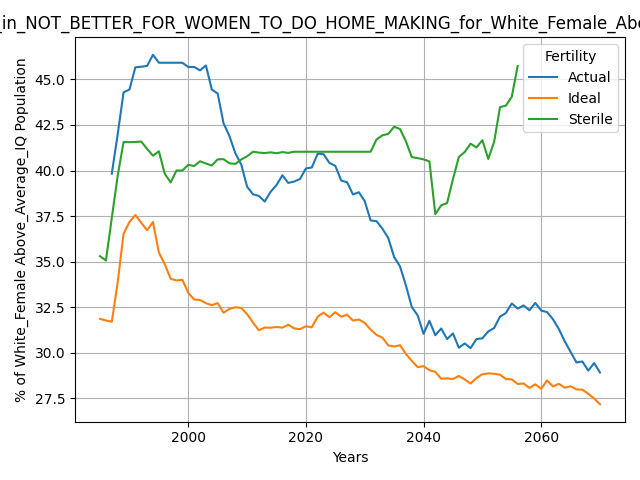 _in_NOT_BETTER_FOR_WOMEN_TO_DO_HOME_MAKING_for_White_Female_Abo
Fertility
Actual
Ideal
Sterile
% of White_Female Above_Average_IQ Population
45.0
42.5
40.0
37.5
35.0
32.5
30.0
27.5
2000
2020
2040
2060
Years